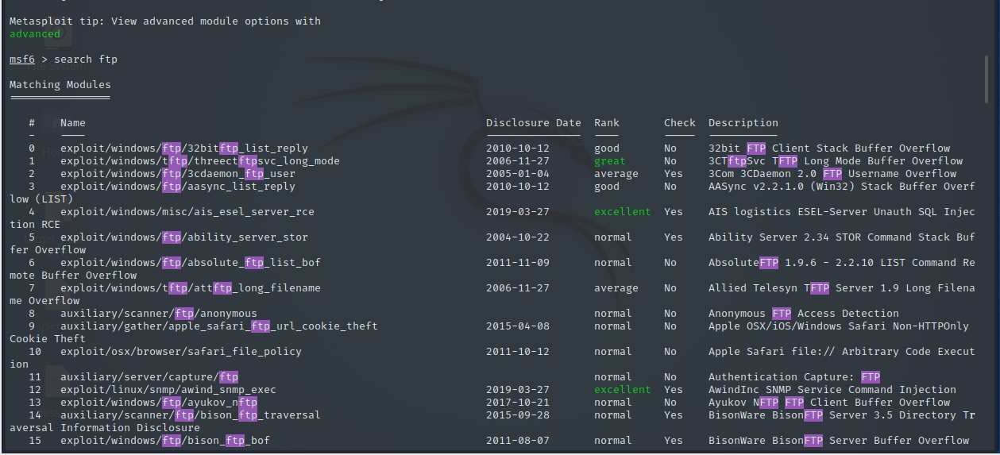 Metasploit tip: View advanced module options with
advanced
msf6 > search ftp
Matching Modules
# Name Disclosure Date Rank Check Description
- ---- --------------- ---- ----- -----------
0 exploit/windows/ftp/32bitftp_list_reply 2010-10-12 good No 32bit FTP Client Stack Buffer Overflow
1 exploit/windows/tftp/threectftpsvc_long_mode 2006-11-27 great No 3CTftpSvc TFTP Long Mode Buffer Overflow
2 exploit/windows/ftp/3cdaemon_ftp_user 2005-01-04 average Yes 3Com 3CDaemon 2.0 FTP Username Overflow
3 exploit/windows/ftp/aasync_list_reply 2010-10-12 good No AASync v2.2.1.0 (Win32) Stack Buffer Overf
low (LIST)
4 exploit/windows/misc/ais_esel_server_rce 2019-03-27 excellent Yes AIS logistics ESEL-Server Unauth SQL Injec
tion RCE
5 exploit/windows/ftp/ability_server_stor 2004-10-22 normal Yes Ability Server 2.34 STOR Command Stack Buf
fer Overflow
6 exploit/windows/ftp/absolute_ftp_list_bof 2011-11-09 normal No AbsoluteFTP 1.9.6 - 2.2.10 LIST Command Re
mote Buffer Overflow
7 exploit/windows/tftp/attftp_long_filename 2006-11-27 average No Allied Telesyn TFTP Server 1.9 Long Filena
me Overflow
8 auxiliary/scanner/ftp/anonymous normal No Anonymous FTP Access Detection
9 auxiliary/gather/apple_safari_ftp_url_cookie_theft 2015-04-08 normal No Apple OSX/iOS/Windows Safari Non-HTTPOnly
Cookie Theft
10 exploit/osx/browser/safari_file_policy 2011-10-12 normal No Apple Safari file:// Arbitrary Code Execut
ion
11 auxiliary/server/capture/ftp normal No Authentication Capture: FTP
12 exploit/linux/snmp/awind_snmp_exec 2019-03-27 excellent Yes AwindInc SNMP Service Command Injection
13 exploit/windows/ftp/ayukov_nftp 2017-10-21 normal No Ayukov NFTP FTP Client Buffer Overflow
14 auxiliary/scanner/ftp/bison_ftp_traversal 2015-09-28 normal Yes BisonWare BisonFTP Server 3.5 Directory Tr
aversal Information Disclosure
15 exploit/windows/ftp/bison_ftp_bof 2011-08-07 normal Yes BisonWare BisonFTP Server Buffer Overflow